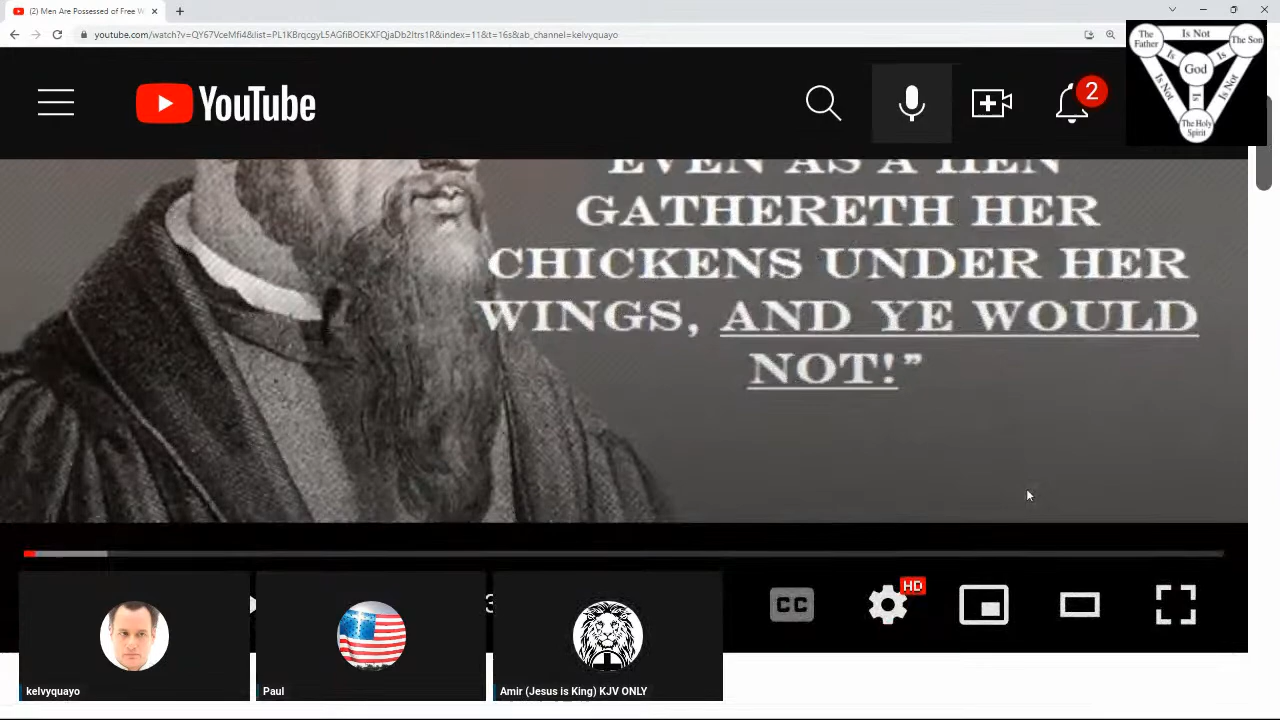 (2) Men Are Possessed of Free W
youtube.com/watch?v=QY67VceMfi4&list=PL1KBrqcgyL5AGfiBOEKXFQjaDb2Itrs1R&index=11&t=16s&ab_channel=kelvyquayo
The Father
Is Not
The Son
Is
Is
God
Is Not
Is
Is Not
The Holy Spirit
YouTube
2
EVEN AS A HEN
GATHERETH HER
CHICKENS UNDER HER
WINGS, AND YE WOULD
NOT!”
3
CC
HD
kelvyquayo
Paul
Amir (Jesus is King) KJV ONLY